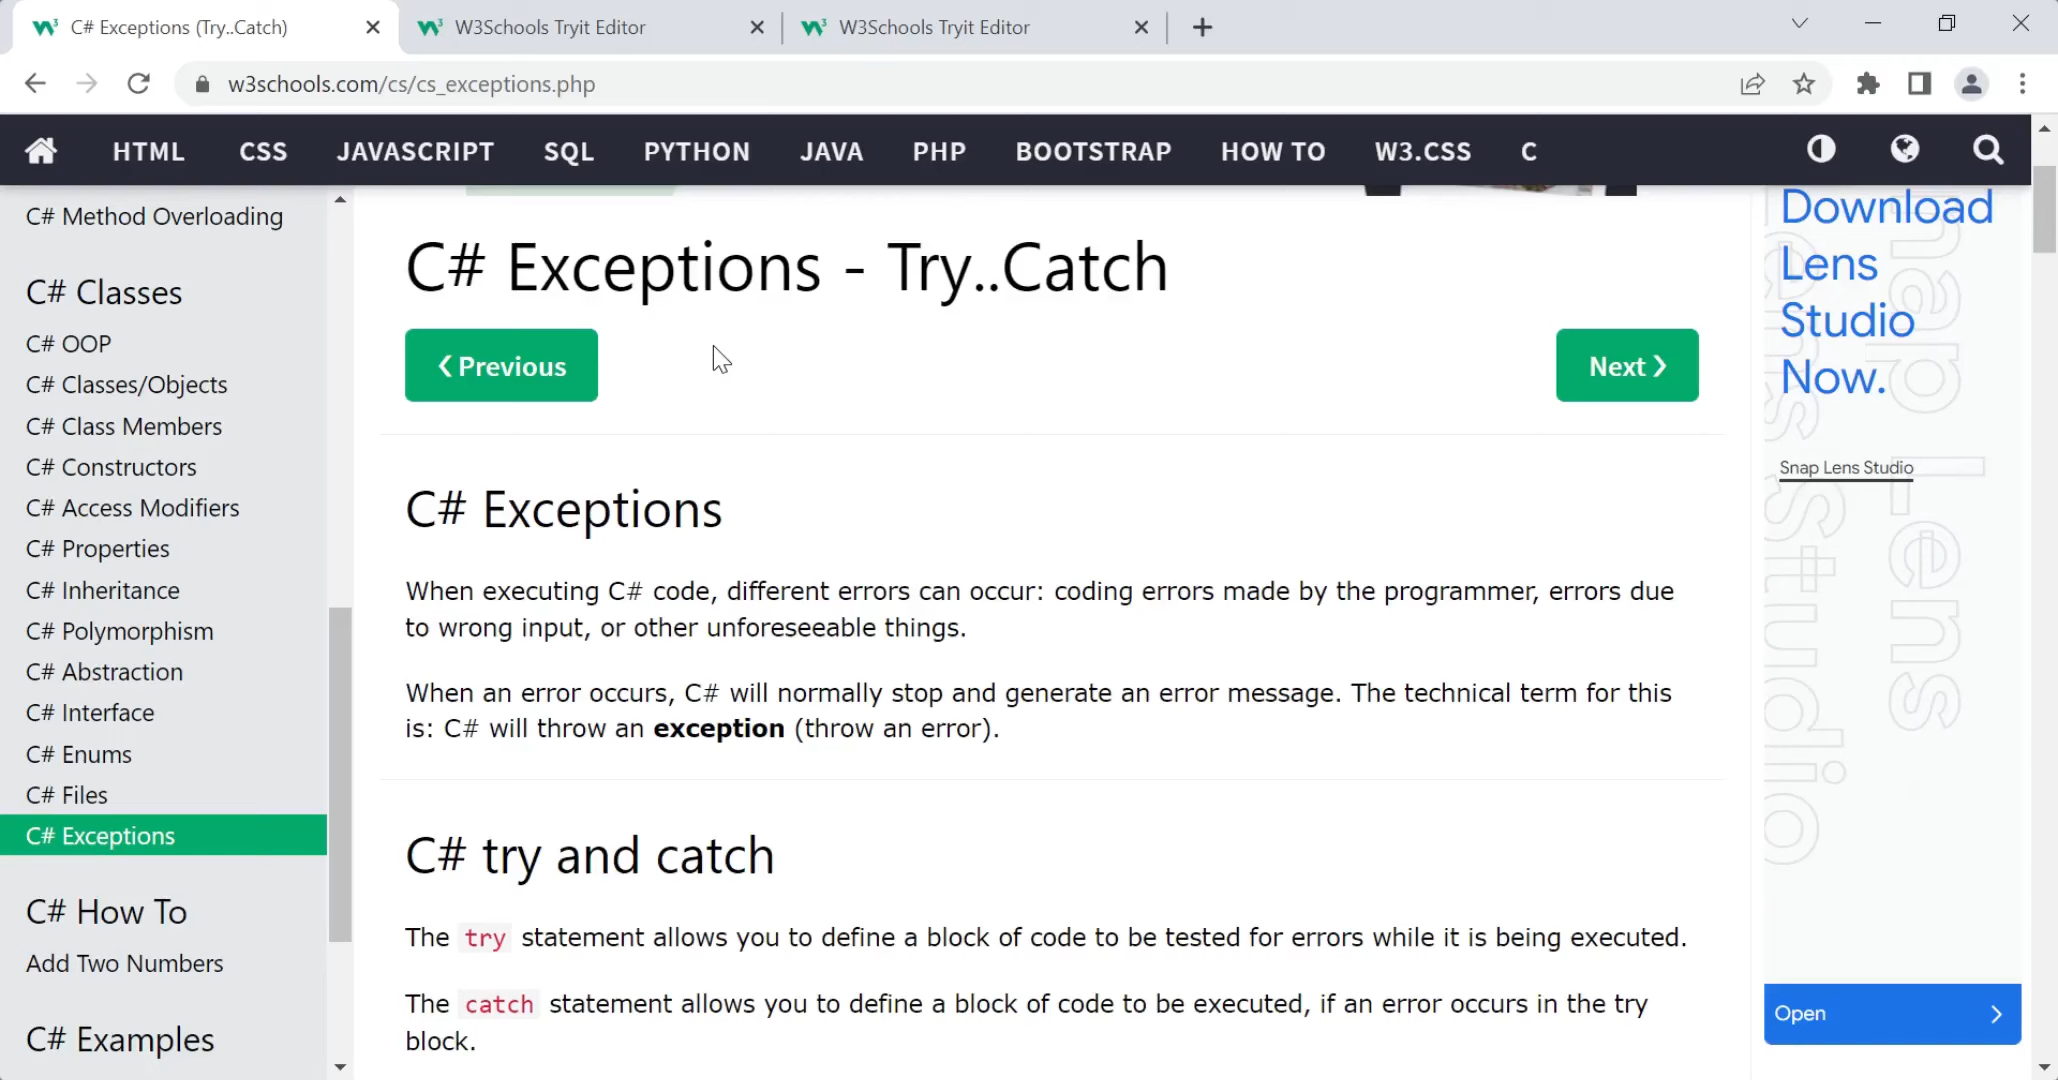 C# Exceptions (Try..Catch)
W3Schools Tryit Editor
W3Schools Tryit Editor
w3schools.com/cs/cs_exceptions.php
HTML CSS JAVASCRIPT SQL PYTHON JAVA PHP BOOTSTRAP HOW TO W3.CSS C
C# Method Overloading
C# Classes
C# OOP
C# Classes/Objects
C# Class Members
C# Constructors
C# Access Modifiers
C# Properties
C# Inheritance
C# Polymorphism
C# Abstraction
C# Interface
C# Enums
C# Files
C# Exceptions
C# How To
Add Two Numbers
C# Examples
C# Exceptions - Try..Catch
❮ Previous
Next ❯
C# Exceptions
When executing C# code, different errors can occur: coding errors made by the programmer, errors due
to wrong input, or other unforeseeable things.
When an error occurs, C# will normally stop and generate an error message. The technical term for this
is: C# will throw an exception (throw an error).
C# try and catch
The try statement allows you to define a block of code to be tested for errors while it is being executed.
The catch statement allows you to define a block of code to be executed, if an error occurs in the try
block.
Download
Lens
Studio
Now.
Snap Lens Studio
Open